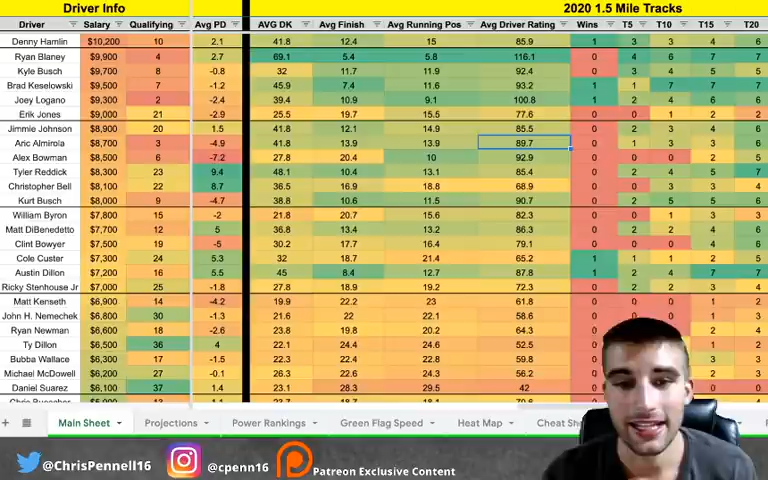 Driver Info 2020 1.5 Mile Tracks
Driver Salary Qualifying Avg PD AVG DK Avg Finish Avg Running Pos Avg Driver Rating Wins T5 T10 T15 T20
Denny Hamlin $10,200 10 2.1 41.8 12.4 15 85.9 1 3 3 4 6
Ryan Blaney $9,900 4 2.7 69.1 5.4 5.8 116.1 0 4 6 7 7
Kyle Busch $9,700 8 -0.8 32 11.7 11.9 92.4 0 3 4 5 5
Brad Keselowski $9,500 7 -1.2 45.9 7.4 11.6 93.2 1 1 7 7 7
Joey Logano $9,300 2 -2.4 39.4 10.9 9.1 100.8 1 2 4 6 6
Erik Jones $9,000 21 -2.9 25.5 19.7 15.5 77.6 0 0 1 2 2
Jimmie Johnson $8,900 20 1.5 41.8 12.1 14.9 85.5 0 2 3 4 6
Aric Almirola $8,700 3 -4.9 41.8 13.9 13.9 89.7 0 1 3 3 6
Alex Bowman $8,500 6 -7.2 27.8 20.4 10 92.9 0 0 0 2 5
Tyler Reddick $8,300 23 9.4 48.1 10.4 13.1 85.4 0 2 4 5 7
Christopher Bell $8,100 22 8.7 36.5 16.9 18.8 68.9 0 1 3 3 4
Kurt Busch $8,000 9 -4.7 38.8 10.6 11.5 90.7 0 2 5 5 6
William Byron $7,800 15 -2 21.8 20.7 15.6 82.3 0 0 1 3 3
Matt DiBenedetto $7,700 12 5 36.8 13.4 13.2 86.3 0 2 2 4 6
Clint Bowyer $7,500 19 -5 30.2 17.7 16.4 79.1 0 0 0 4 6
Cole Custer $7,300 24 5.3 32 18.7 21.4 65.2 1 1 2 3 4
Austin Dillon $7,200 16 5.5 45 8.4 12.7 87.8 1 2 4 7 7
Ricky Stenhouse Jr $7,000 25 -1.8 27.8 14.9 19.2 72.3 0 2 2 3 4
Matt Kenseth $6,900 14 -4.2 19.9 22.2 23 61.8 0 0 0 1 2
John H. Nemechek $6,800 30 -1.3 21.6 22 22.1 58.6 0 0 0 1 2
Ryan Newman $6,800 18 -2.6 23.8 19.8 20.2 64.3 0 2 4
Ty Dillon $6,500 36 4 22.1 24.4 24.6 52.5 1 2
Bubba Wallace $6,300 17 -1.5 22.3 22.4 22.8 59.8 3 3
Michael McDowell $6,200 27 -0.1 26.3 22.6 24.3 56.2 0 2
Daniel Suarez $6,100 37 1.4 23.1 28.3 29.5 42 0 0
Main Sheet Projections Power Rankings Green Flag Speed Heat Map Cheat
@ChrisPennell16 @cpenn16 Patreon Exclusive Content